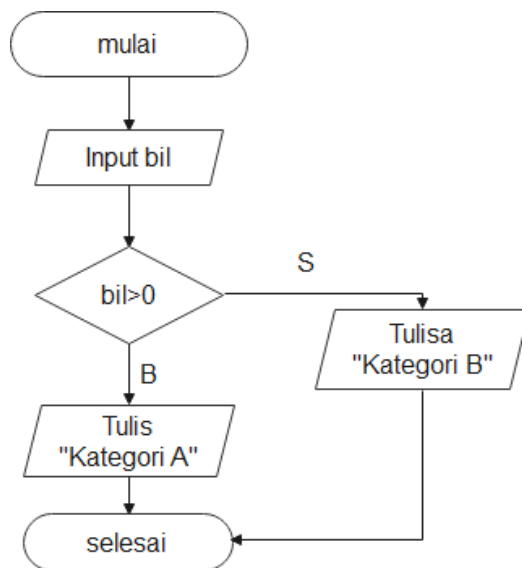 mulai
Input bil
bil>0
S
B
Tulisa
"Kategori B"
Tulis
"Kategori A"
selesai